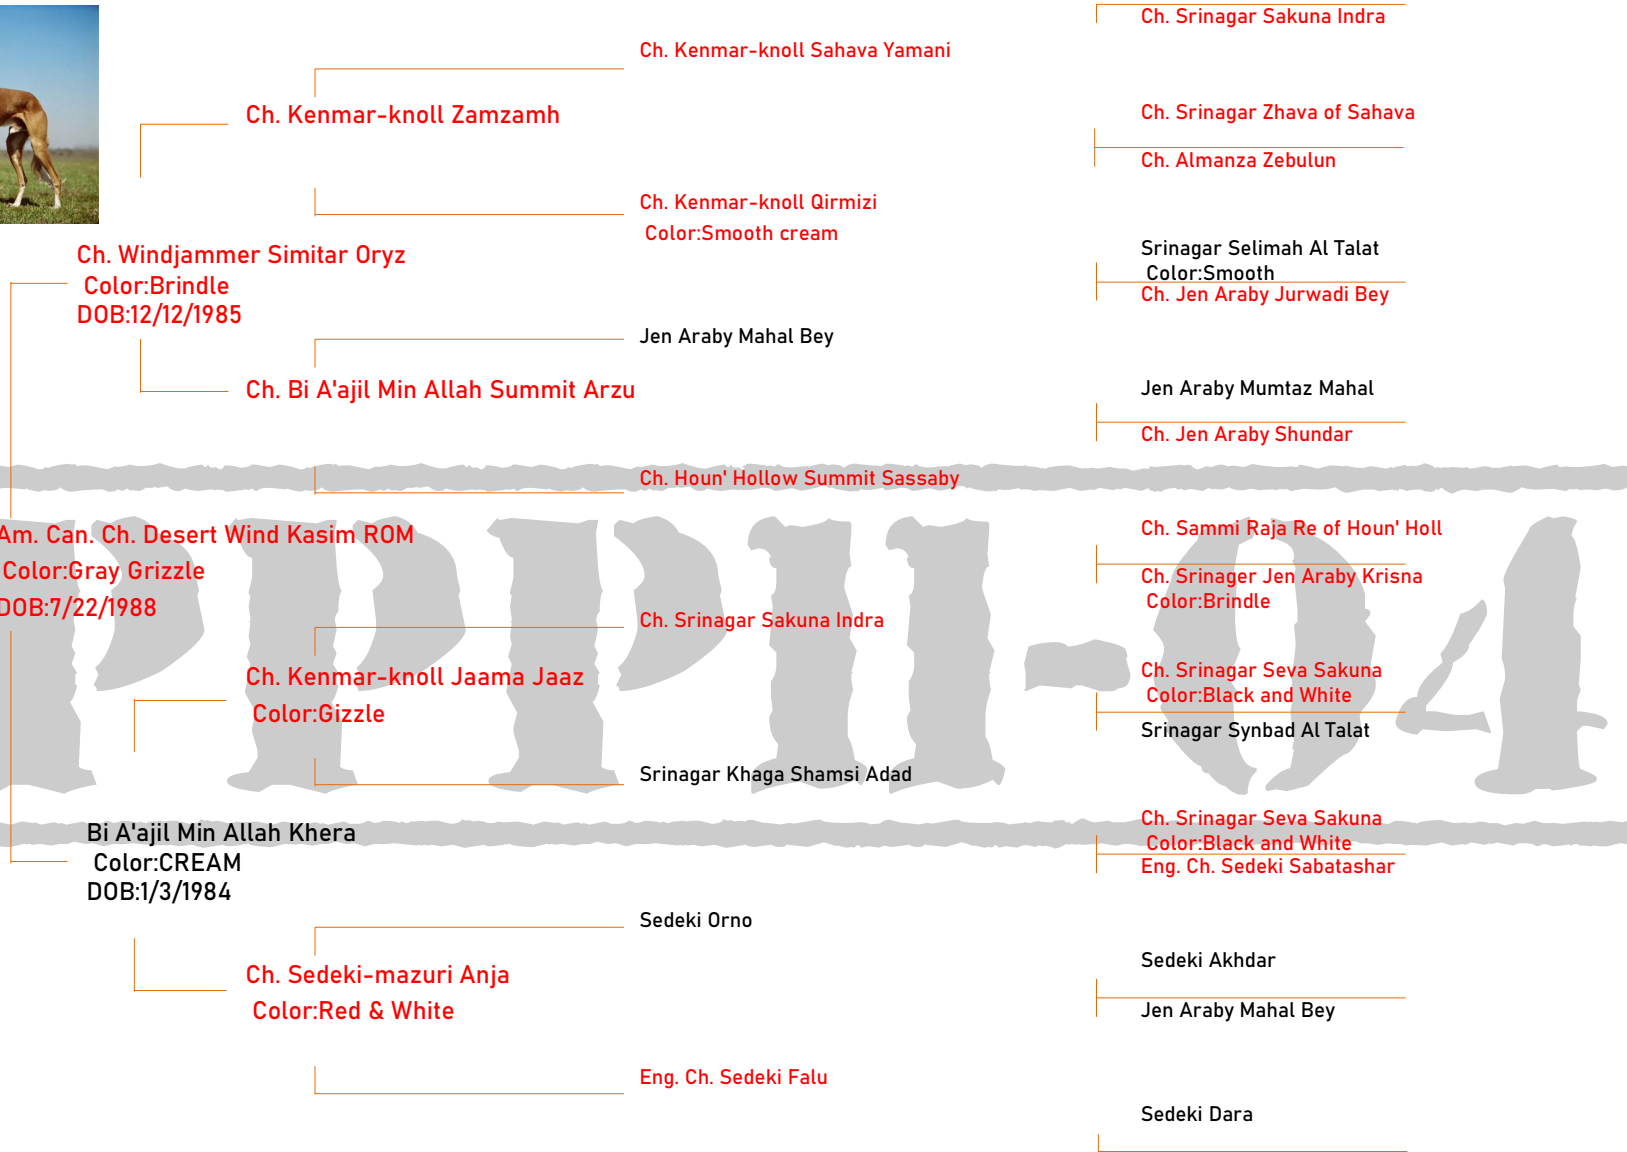 Ch. Srinagar Sakuna Indra
Ch. Kenmar-knoll Sahava Yamani
Ch. Kenmar-knoll Zamzamh
Ch. Srinagar Zhava of Sahava
Ch. Almanza Zebulun
Ch. Kenmar-knoll Qirmizi
Color:Smooth cream
Ch. Windjammer Simitar Oryz
Color:Brindle
DOB:12/12/1985
Srinagar Selimah Al Talat
Color:Smooth
Ch. Jen Araby Jurwadi Bey
Jen Araby Mahal Bey
Ch. Bi A'ajil Min Allah Summit Arzu
Jen Araby Mumtaz Mahal
Ch. Jen Araby Shundar
Ch. Houn' Hollow Summit Sassaby
Am. Can. Ch. Desert Wind Kasim ROM
Color:Gray Grizzle
DOB:7/22/1988
Ch. Sammi Raja Re of Houn' Holl
Ch. Srinager Jen Araby Krisna
Color:Brindle
Ch. Srinagar Sakuna Indra
Ch. Kenmar-knoll Jaama Jaaz
Color:Gizzle
Ch. Srinagar Seva Sakuna
Color:Black and White
Srinagar Synbad Al Talat
Srinagar Khaga Shamsi Adad
Bi A'ajil Min Allah Khera
Color:CREAM
DOB:1/3/1984
Ch. Srinagar Seva Sakuna
Color:Black and White
Eng. Ch. Sedeki Sabatashar
Sedeki Orno
Ch. Sedeki-mazuri Anja
Color:Red & White
Sedeki Akhdar
Jen Araby Mahal Bey
Eng. Ch. Sedeki Falu
Sedeki Dara